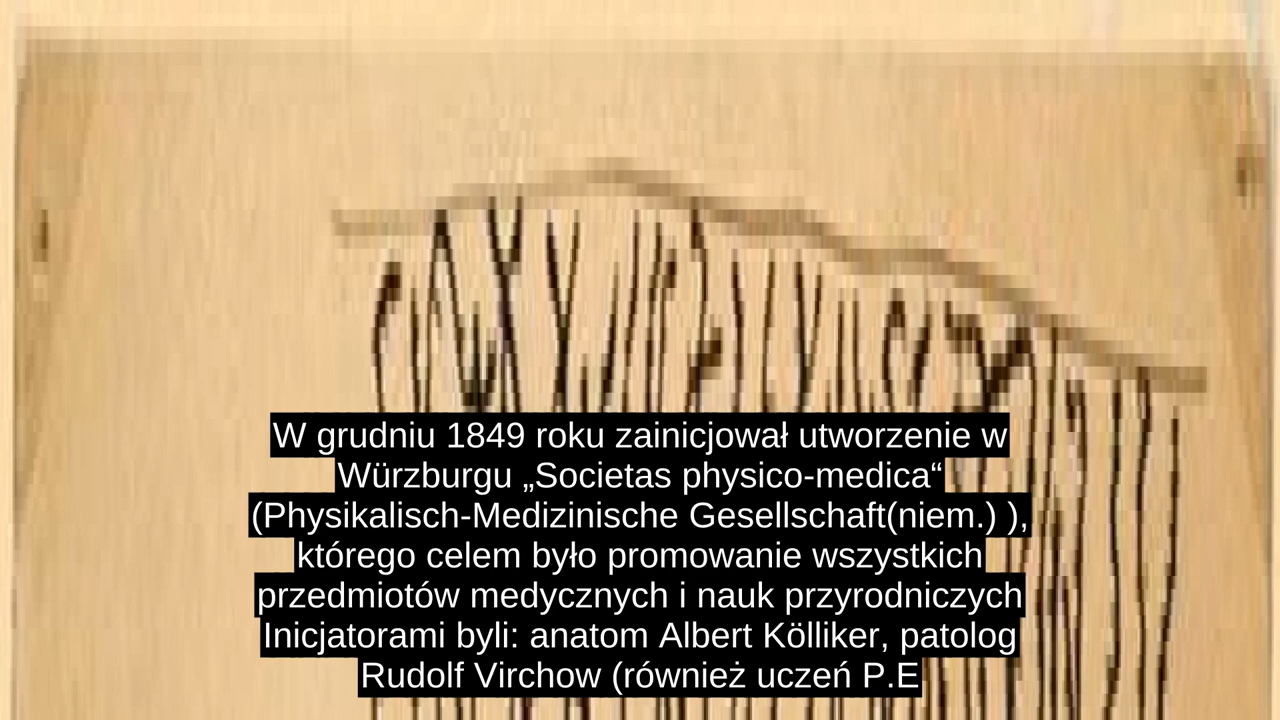 W grudniu 1849 roku zainicjował utworzenie w
Würzburgu „Societas physico-medica“
(Physikalisch-Medizinische Gesellschaft(niem.) ),
którego celem było promowanie wszystkich
przedmiotów medycznych i nauk przyrodniczych
Inicjatorami byli: anatom Albert Kölliker, patolog
Rudolf Virchow (również uczeń P.E